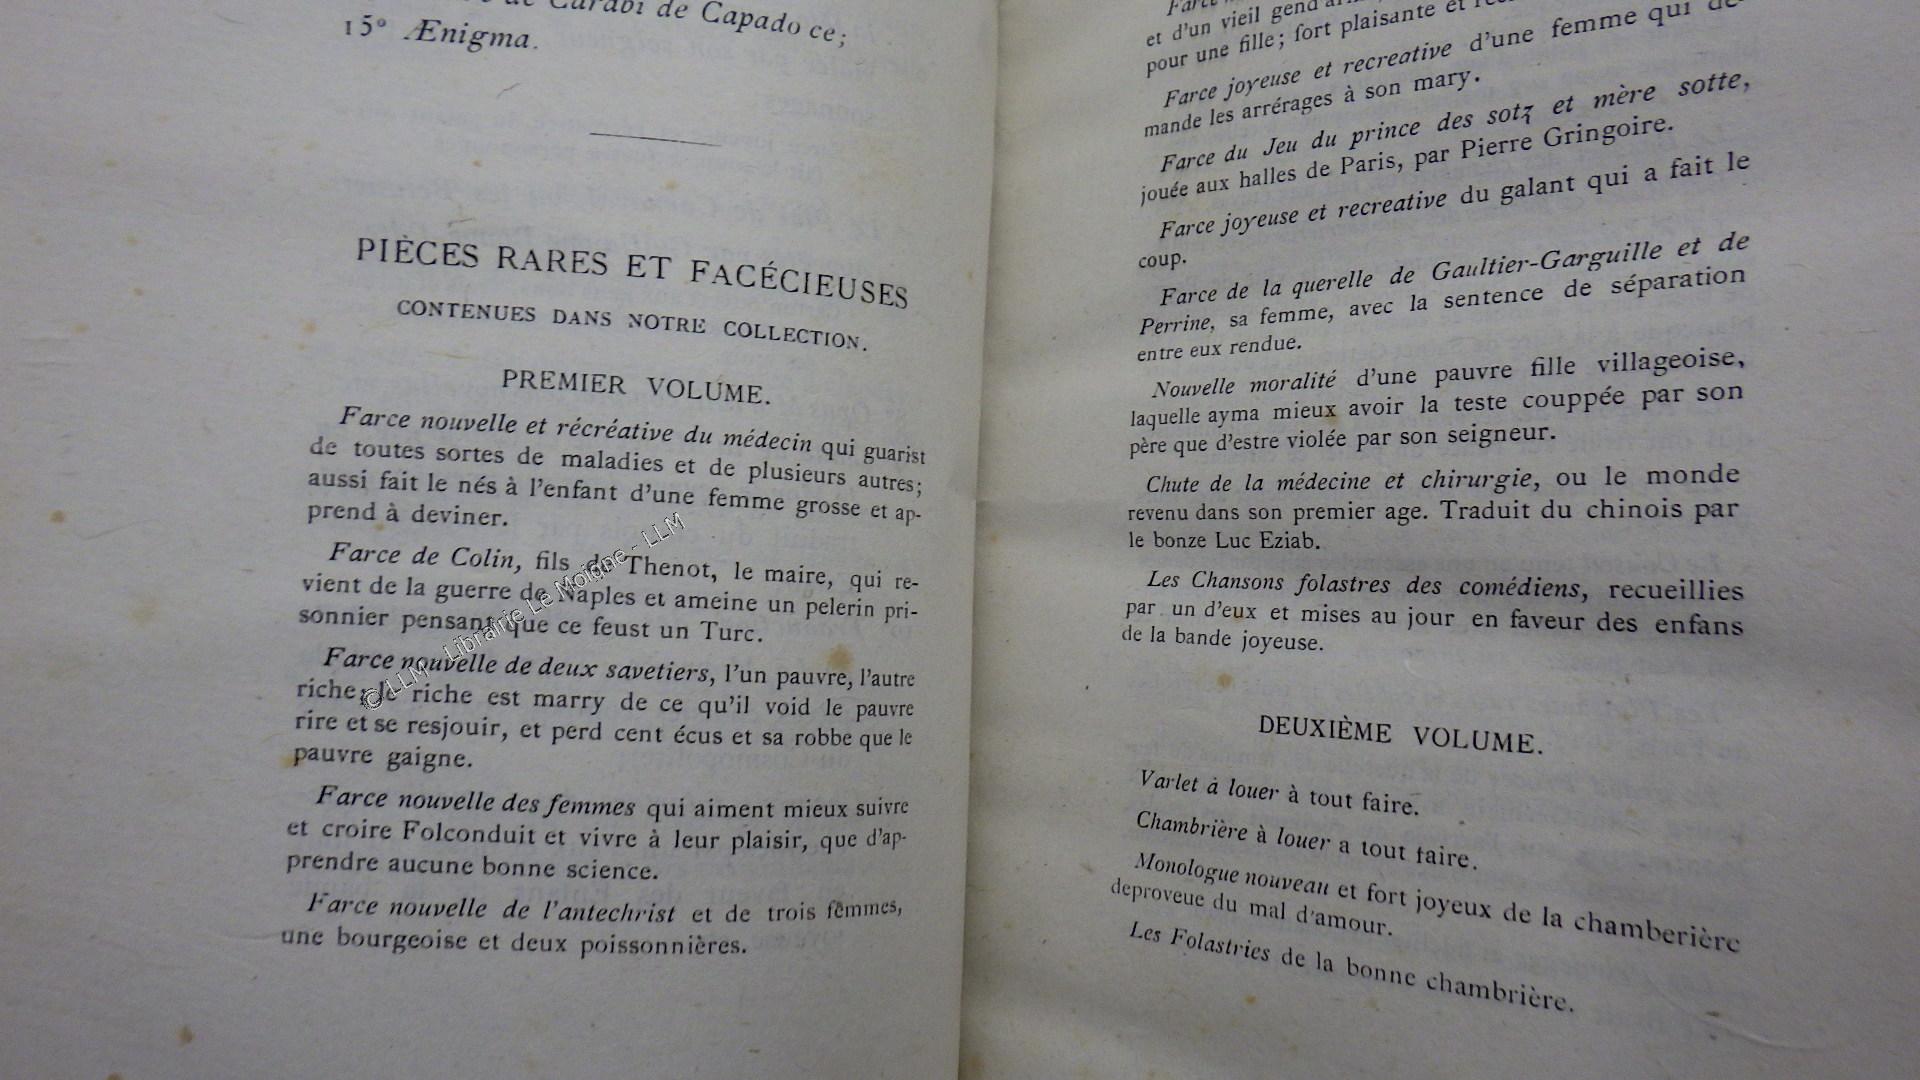 de Carabi de Capadoce;
15° Ænigma.
PIÈCES RARES ET FACÉCIEUSES
CONTENUES DANS NOTRE COLLECTION.
PREMIER VOLUME.
Farce nouvelle et récréative du médecin qui guarist
de toutes sortes de maladies et de plusieurs autres;
aussi fait le nés à l'enfant d'une femme grosse et ap-
prend à deviner.
Farce de Colin, fils de Thenot, le maire, qui re-
vient de la guerre de Naples et ameine un pelerin pri-
sonnier pensant que ce feust un Turc.
Farce nouvelle de deux savetiers, l'un pauvre, l'autre
riche; le riche est marry de ce qu'il void le pauvre
rire et se resjouir, et perd cent écus et sa robbe que le
pauvre gaigne.
Farce nouvelle des femmes qui aiment mieux suivre
et croire Folconduit et vivre à leur plaisir, que d'ap-
prendre aucune bonne science.
Farce nouvelle de l'antechrist et de trois femmes,
une bourgeoise et deux poissonnières.
© LLM - Librairie Le Moigne - LLM
Farce
et d'un vieil
pour une fille; fort plaisante et
Farce joyeuse et recreative d'une femme qui de-
mande les arrérages à son mary.
Farce du Jeu du prince des sotz et mère sotte,
jouée aux halles de Paris, par Pierre Gringoire.
Farce joyeuse et recreative du galant qui a fait le
coup.
Farce de la querelle de Gaultier-Garguille et de
Perrine, sa femme, avec la sentence de séparation
entre eux rendue.
Nouvelle moralité d'une pauvre fille villageoise,
laquelle ayma mieux avoir la teste couppée par son
père que d'estre violée par son seigneur.
Chute de la médecine et chirurgie, ou le monde
revenu dans son premier age. Traduit du chinois par
le bonze Luc Eziab.
Les Chansons folastres des comédiens, recueillies
par un d'eux et mises au jour en faveur des enfans
de la bande joyeuse.
DEUXIÈME VOLUME.
Varlet à louer à tout faire.
Chambrière à louer a tout faire.
Monologue nouveau et fort joyeux de la chamberière
deproveue du mal d'amour.
Les Folastries de la bonne chambrière.